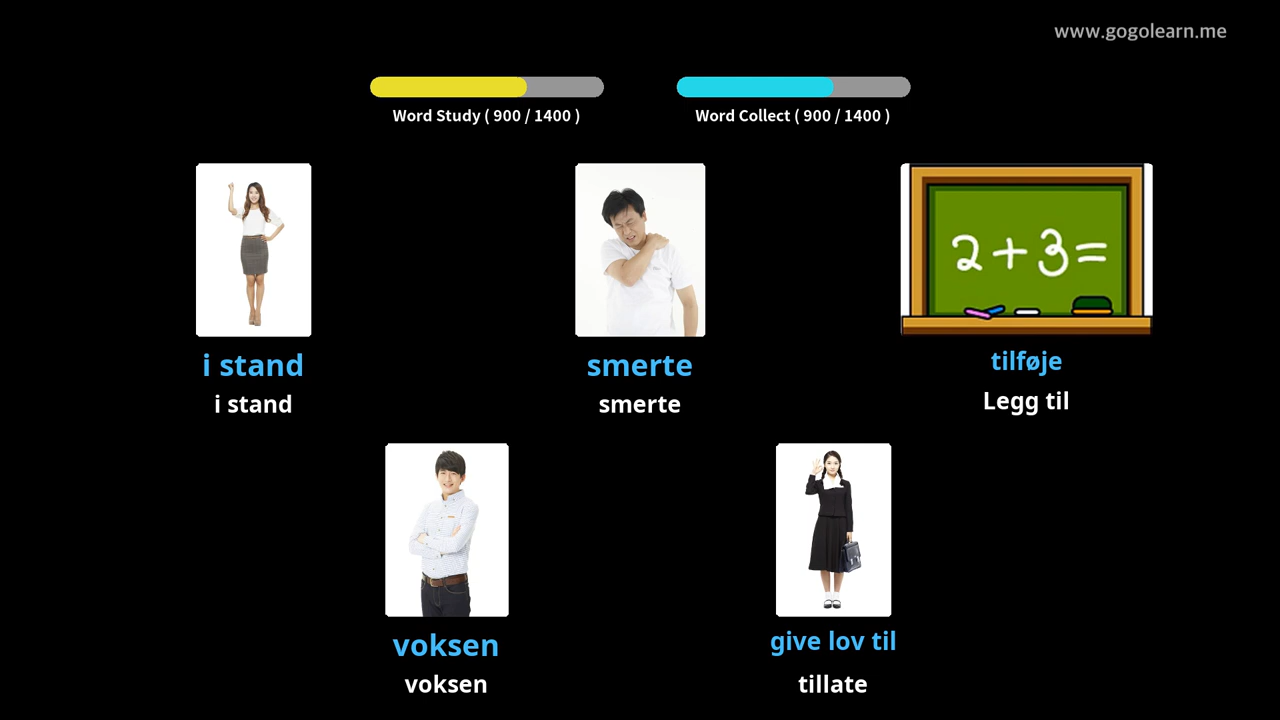 www.gogolearn.me
Word Study ( 900 / 1400 )
Word Collect ( 900 / 1400 )
2+3=
i stand
i stand
smerte
smerte
tilføje
Legg til
voksen
voksen
give lov til
tillate